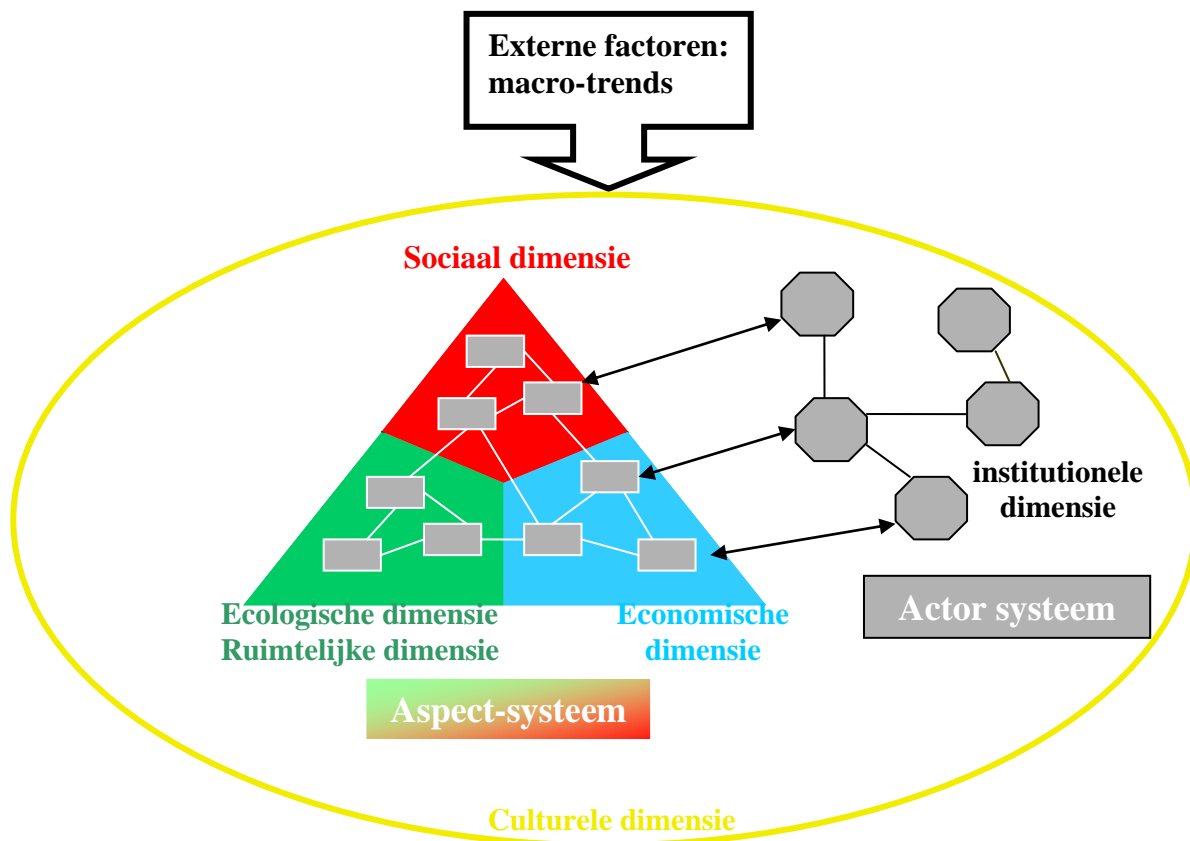 Externe factoren:
macro-trends
Sociaal dimensie
institutionele
dimensie
Ecologische dimensie
Ruimtelijke dimensie
Economische
dimensie
Actor systeem
Aspect-systeem
Culturele dimensie